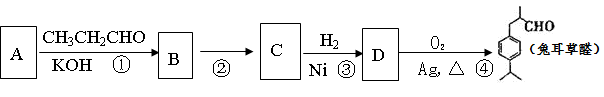 A CH₃CH₂CHO KOH ① B ② C H₂ Ni ③ D O₂ Ag, △ ④ CHO
(兔耳草醛)